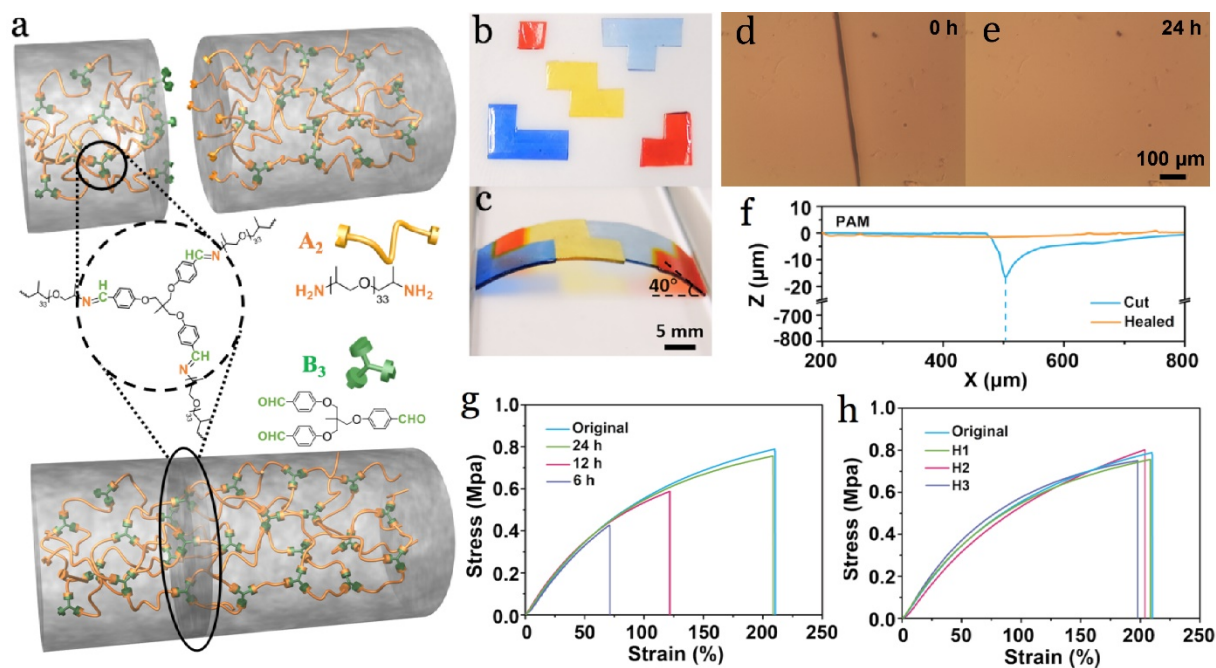 a
CH=N
33
H
N=C
33
CH
N
33
A2
H2N
O
33
NH2
B3
OHC
CHO
OHC
b
c
40°
5 mm
d
0 h
e
24 h
100 μm
f
PAM
10
0
-10
-20
-700
-800
Z (μm)
Cut
Healed
200
400
600
800
X (μm)
g
1.0
0.8
0.6
0.4
0.2
0.0
Stress (Mpa)
Original
24 h
12 h
6 h
0
50
100
150
200
250
Strain (%)
h
1.0
0.8
0.6
0.4
0.2
0.0
Stress (Mpa)
Original
H1
H2
H3
0
50
100
150
200
250
Strain (%)